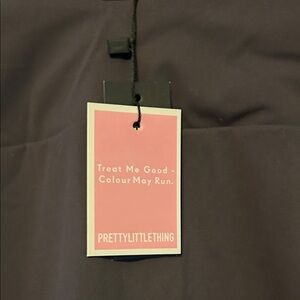 Treat Me Good -
Colour May Run.
PRETTYLITTLETHING